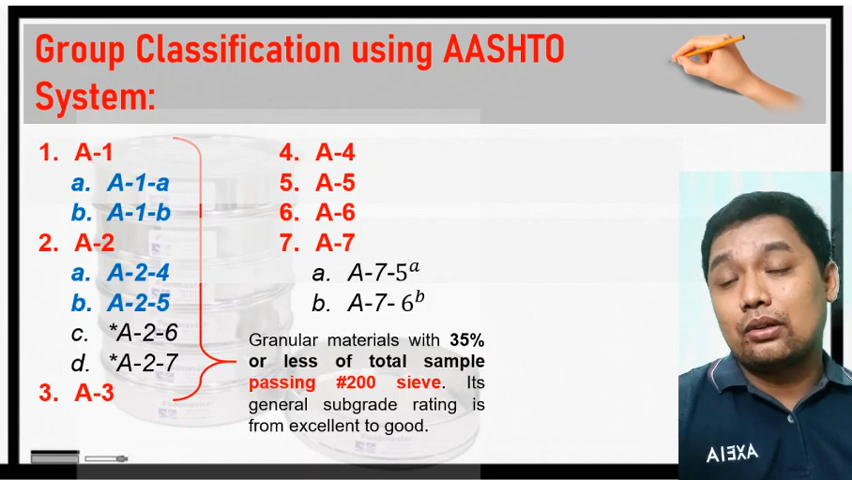 Group Classification using AASHTO
System:
1. A-1
a. A-1-a
b. A-1-b
2. A-2
a. A-2-4
b. A-2-5
c. *A-2-6
d. *A-2-7
3. A-3
4. A-4
5. A-5
6. A-6
7. A-7
a. A-7-5ᵃ
b. A-7- 6ᵇ
Granular materials with 35%
or less of total sample
passing #200 sieve. Its
general subgrade rating is
from excellent to good.
AXEIA